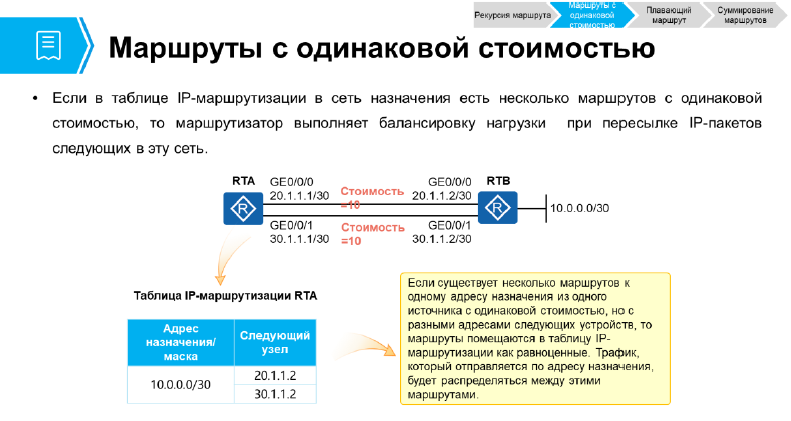 Рекурсия маршрута
Маршруты с
одинаковой
стоимостью
Плавающий
маршрут
Суммирование
маршрутов
Маршруты с одинаковой стоимостью
• Если в таблице IP-маршрутизации в сеть назначения есть несколько маршрутов с одинаковой
стоимостью, то маршрутизатор выполняет балансировку нагрузки при пересылке IP-пакетов
следующих в эту сеть.
RTA
GE0/0/0
20.1.1.1/30
Стоимость
=10
GE0/0/0
20.1.1.2/30
RTB
R
R
10.0.0.0/30
GE0/0/1
30.1.1.1/30
Стоимость
=10
GE0/0/1
30.1.1.2/30
Таблица IP-маршрутизации RTA
Адрес
назначения/
маска
Следующий
узел
10.0.0.0/30
20.1.1.2
30.1.1.2
Если существует несколько маршрутов к
одному адресу назначения из одного
источника с одинаковой стоимостью, но с
разными адресами следующих устройств, то
маршруты помещаются в таблицу IP-
маршрутизации как равноценные. Трафик,
который отправляется по адресу назначения,
будет распределяться между этими
маршрутами.